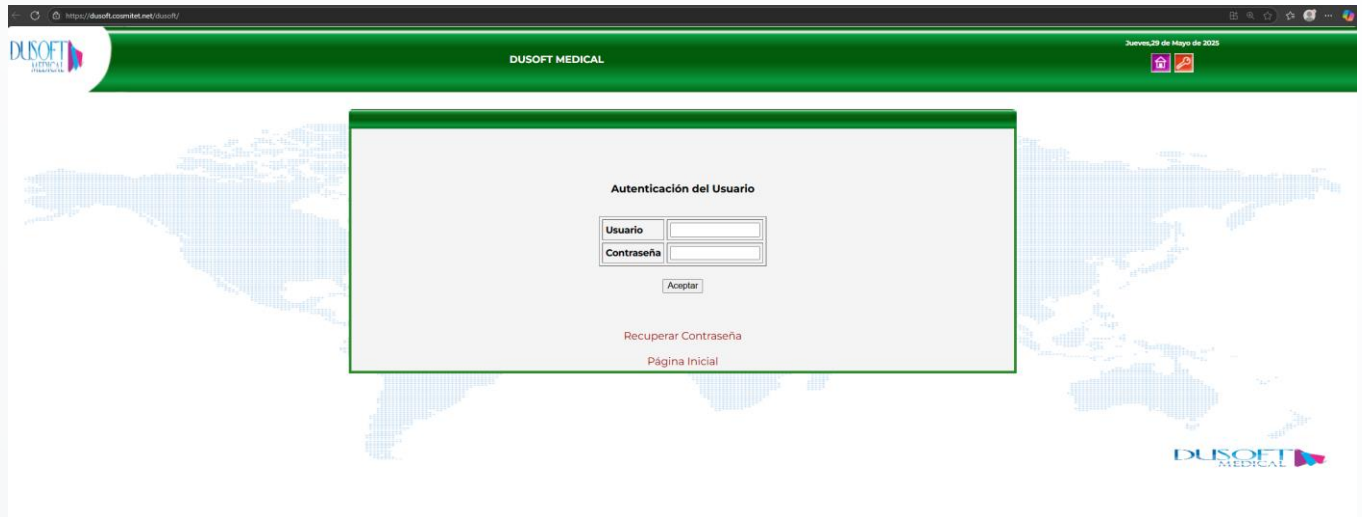 https://dusoft.cosmitet.net/dusoft/
DUSOFT
MEDICAL
DUSOFT MEDICAL
Jueves,29 de Mayo de 2025
Autenticación del Usuario
Usuario
Contraseña
Aceptar
Recuperar Contraseña
Página Inicial
DUSOFT
MEDICAL